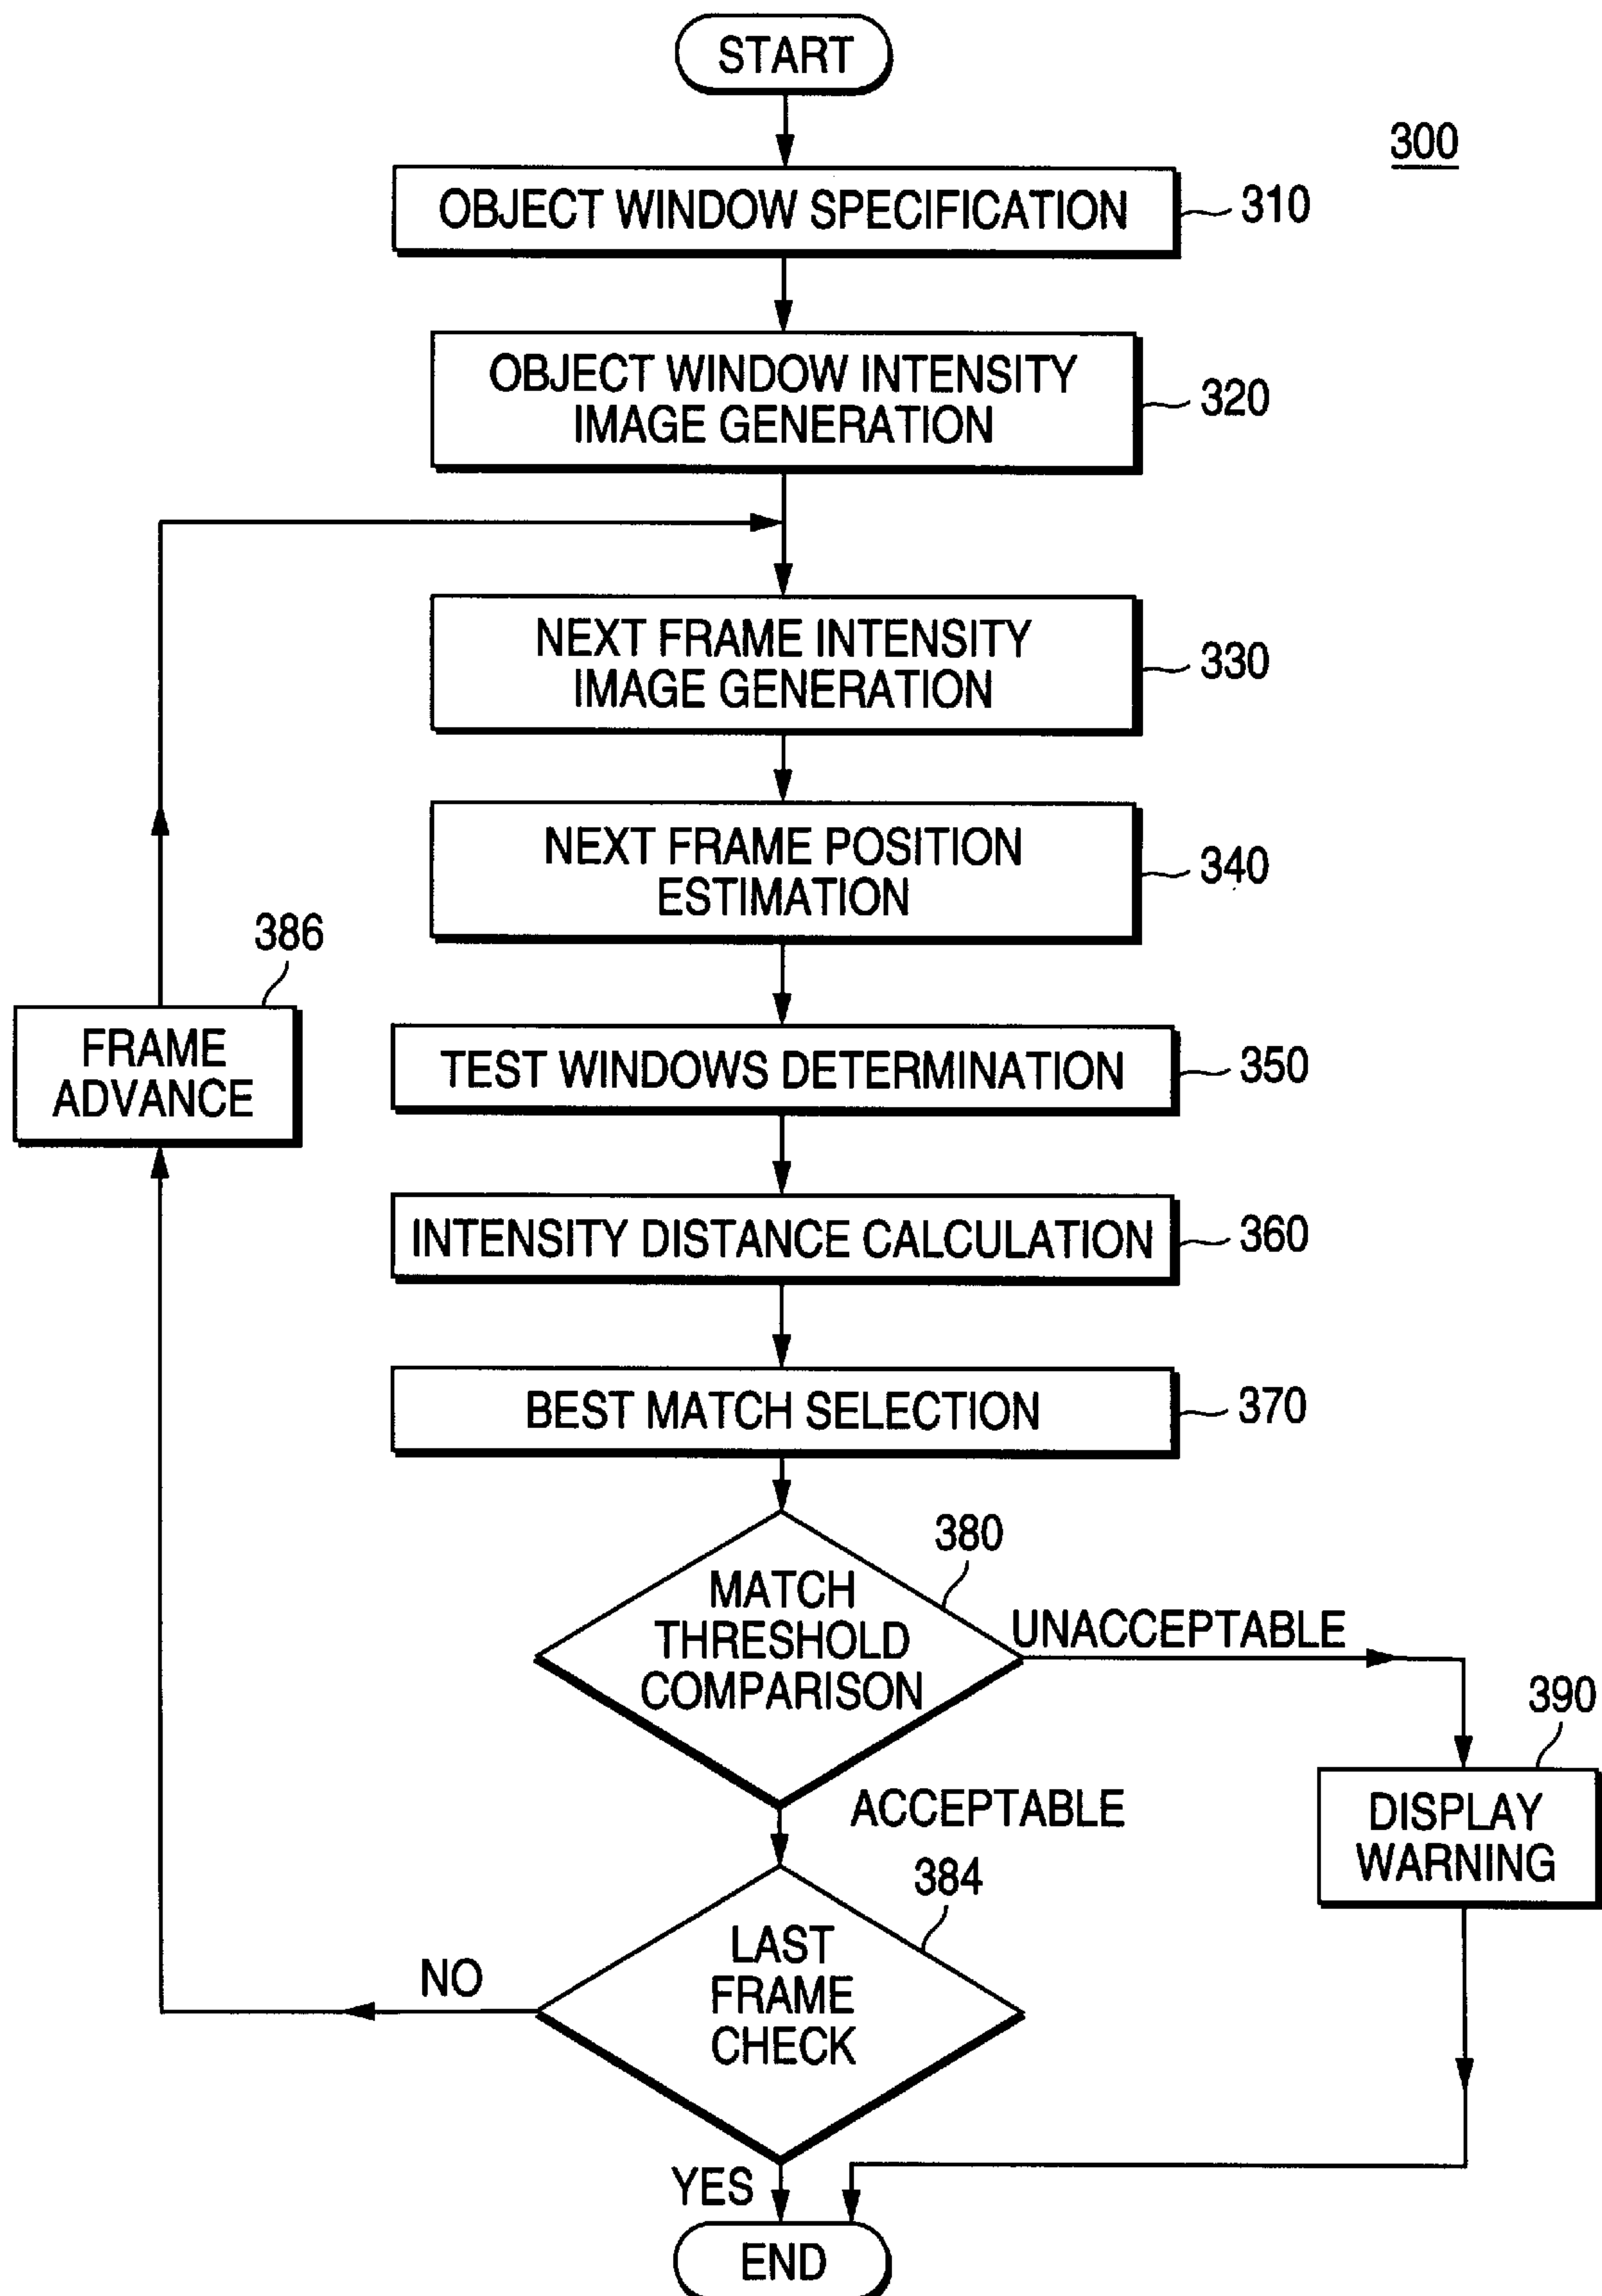 START
300
OBJECT WINDOW SPECIFICATION
310
OBJECT WINDOW INTENSITY
IMAGE GENERATION
320
NEXT FRAME INTENSITY
IMAGE GENERATION
330
NEXT FRAME POSITION
ESTIMATION
340
386
FRAME
ADVANCE
TEST WINDOWS DETERMINATION
350
INTENSITY DISTANCE CALCULATION
360
BEST MATCH SELECTION
370
380
MATCH
THRESHOLD
COMPARISON
UNACCEPTABLE
390
DISPLAY
WARNING
ACCEPTABLE
384
LAST
FRAME
CHECK
NO
YES
END